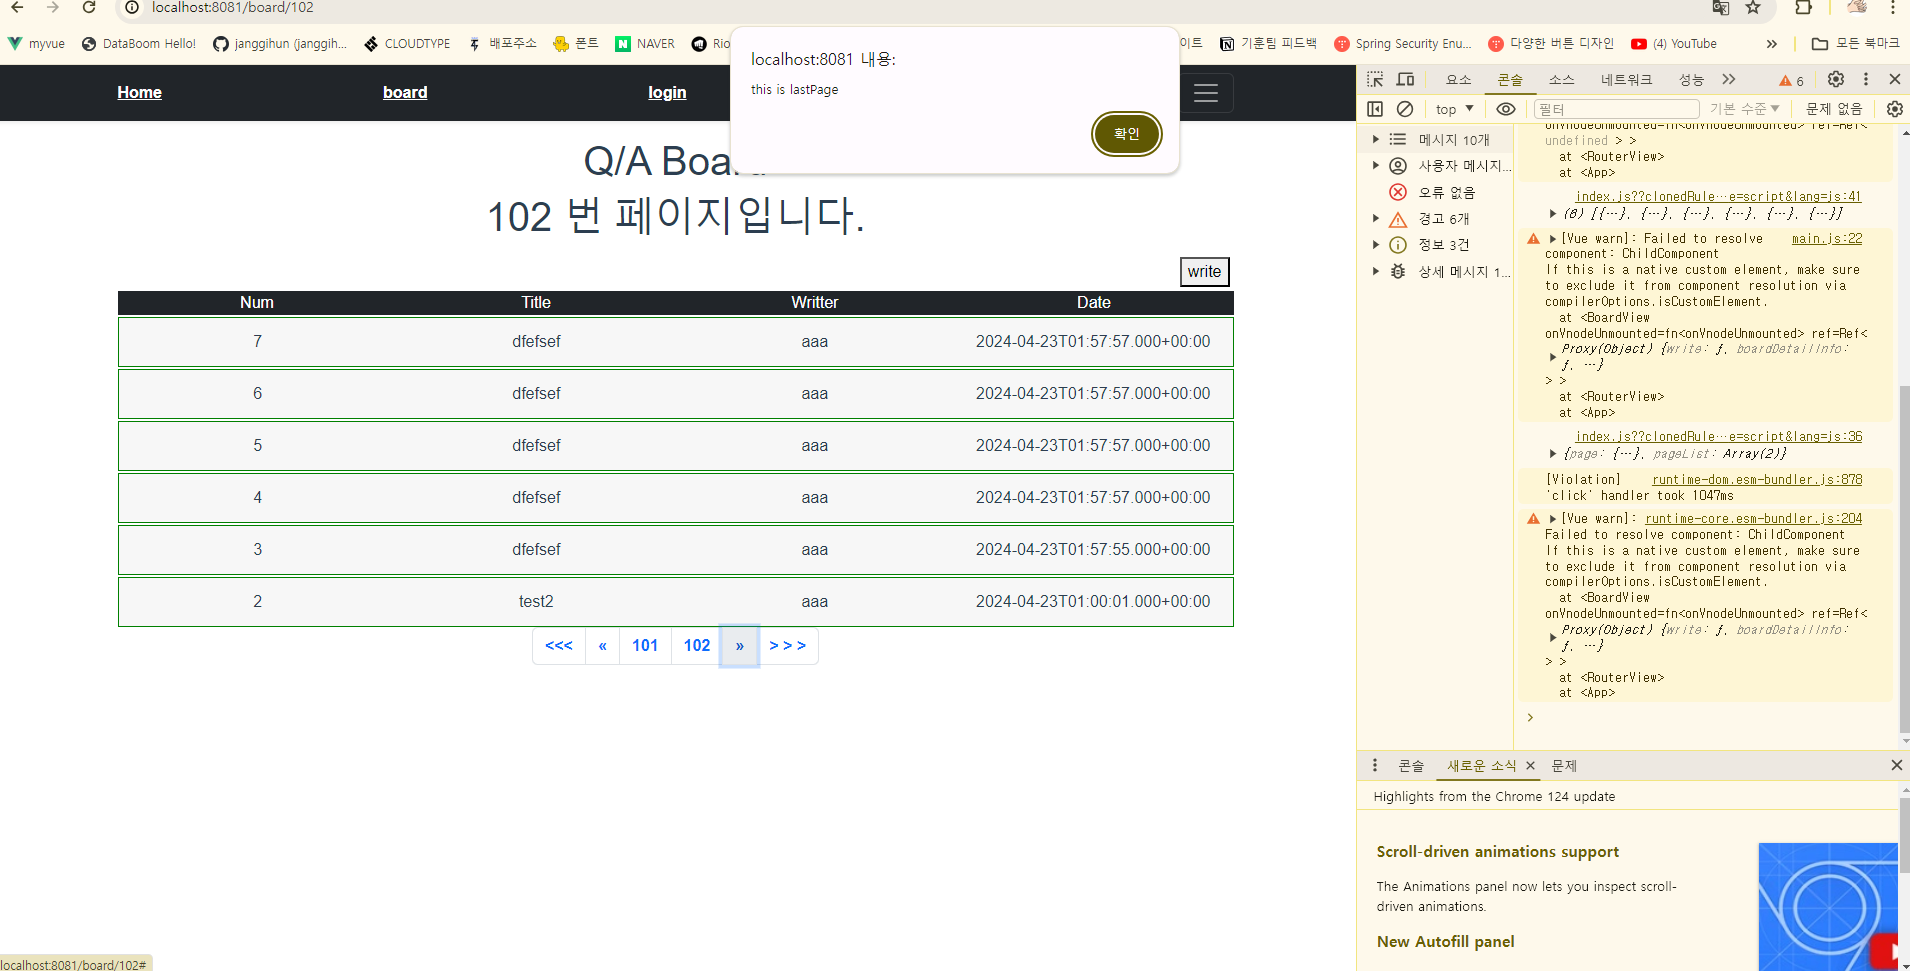 localhost:8081/board/102
myvue
DataBoom Hello!
janggihun (janggih...
CLOUDTYPE
배포주소
폰트
NAVER
Rio
이트
기훈팀 피드백
Spring Security Enu...
다양한 버튼 디자인
(4) YouTube
모든 북마크
localhost:8081 내용:
this is lastPage
확인
Home
board
login
Q/A Board
102 번 페이지입니다.
write
Num Title Writter Date
7 dfefsef aaa 2024-04-23T01:57:57.000+00:00
6 dfefsef aaa 2024-04-23T01:57:57.000+00:00
5 dfefsef aaa 2024-04-23T01:57:57.000+00:00
4 dfefsef aaa 2024-04-23T01:57:57.000+00:00
3 dfefsef aaa 2024-04-23T01:57:55.000+00:00
2 test2 aaa 2024-04-23T01:00:01.000+00:00
<<< « 101 102 » > > >
localhost:8081/board/102#
요소 콘솔 소스 네트워크 성능 6
top 필터 기본 수준 문제 없음
메시지 10개
사용자 메시지...
오류 없음
경고 6개
정보 3건
상세 메시지 1...
onVnodeUnmounted=fn<onVnodeUnmounted> ref=Ref<
undefined > >
at <RouterView>
at <App>
index.js??clonedRule…e=script&lang=js:41
(6) [{…}, {…}, {…}, {…}, {…}, {…}]
[Vue warn]: Failed to resolve main.js:22
component: ChildComponent
If this is a native custom element, make sure
to exclude it from component resolution via
compilerOptions.isCustomElement.
at <BoardView
onVnodeUnmounted=fn<onVnodeUnmounted> ref=Ref<
Proxy(Object) {write: ƒ, boardDetailInfo:
ƒ, …}
> >
at <RouterView>
at <App>
index.js??clonedRule…e=script&lang=js:36
{page: {…}, pageList: Array(2)}
[Violation] runtime-dom.esm-bundler.js:878
'click' handler took 1047ms
[Vue warn]: runtime-core.esm-bundler.js:204
Failed to resolve component: ChildComponent
If this is a native custom element, make sure
to exclude it from component resolution via
compilerOptions.isCustomElement.
at <BoardView
onVnodeUnmounted=fn<onVnodeUnmounted> ref=Ref<
Proxy(Object) {write: ƒ, boardDetailInfo:
ƒ, …}
> >
at <RouterView>
at <App>
콘솔 새로운 소식 문제
Highlights from the Chrome 124 update
Scroll-driven animations support
The Animations panel now lets you inspect scroll-
driven animations.
New Autofill panel